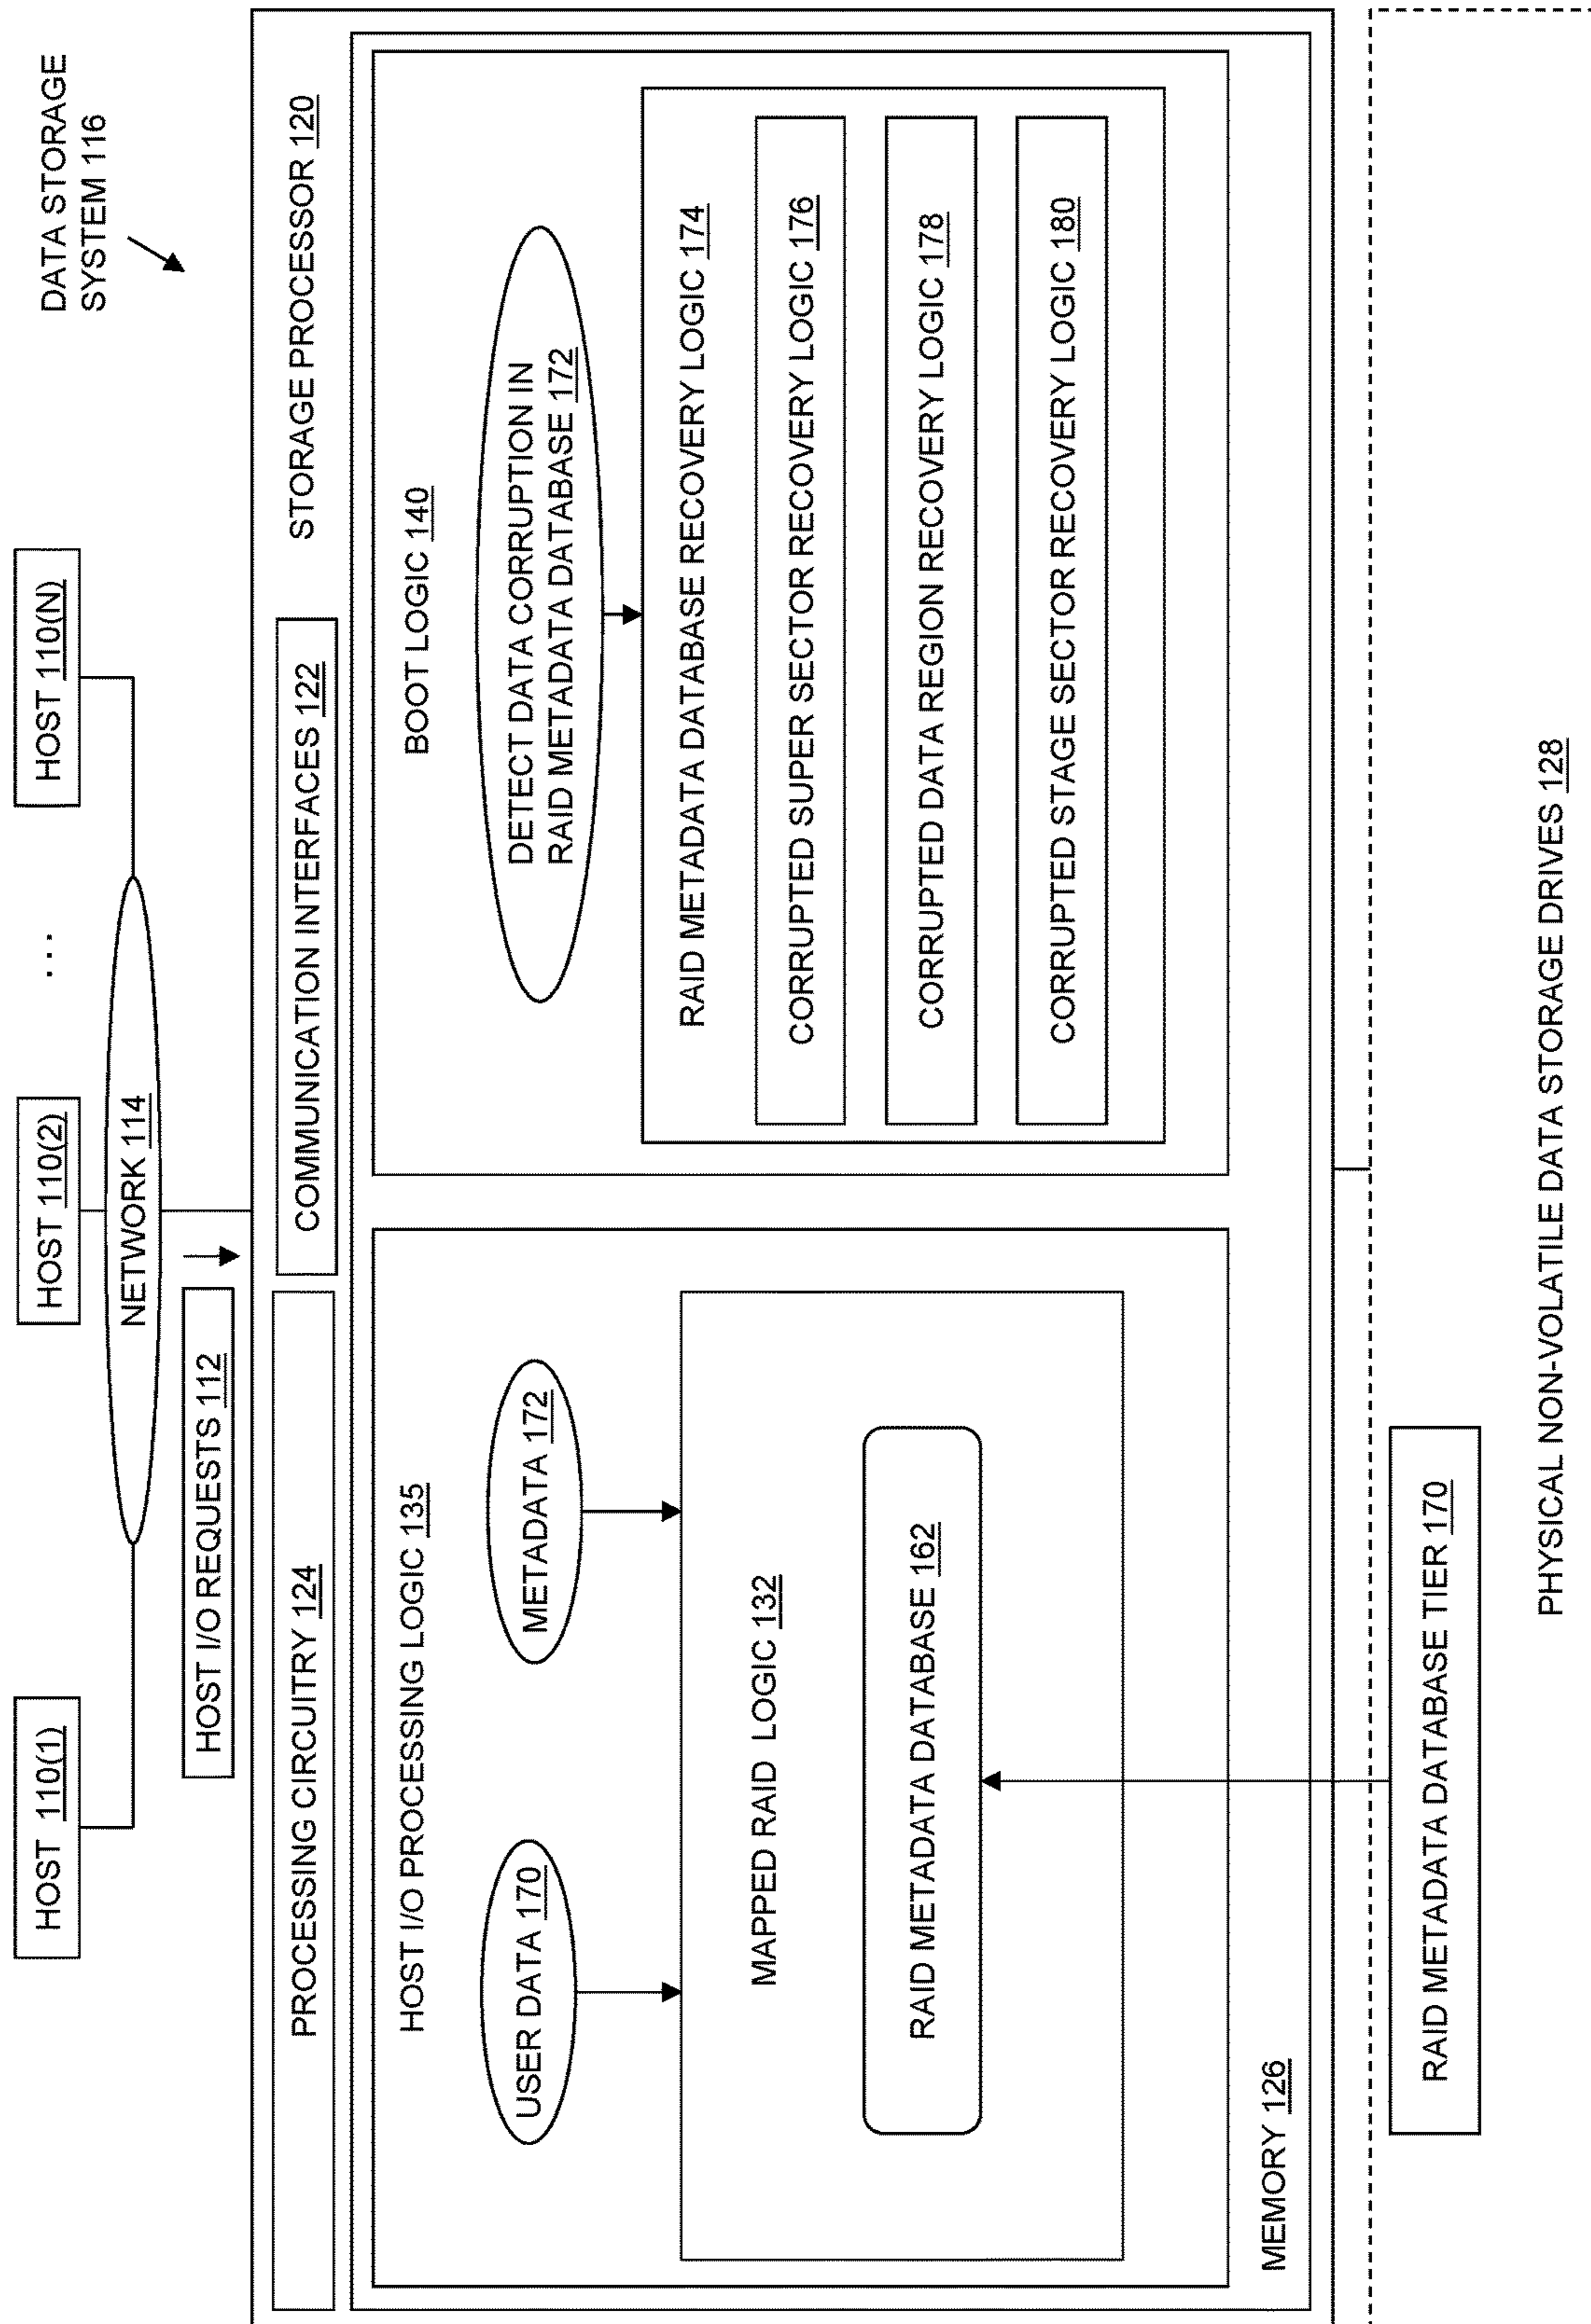 DATA STORAGE
SYSTEM 116
HOST 110(1)
HOST 110(2)
...
HOST 110(N)
NETWORK 114
HOST I/O REQUESTS 112
STORAGE PROCESSOR 120
PROCESSING CIRCUITRY 124
COMMUNICATION INTERFACES 122
HOST I/O PROCESSING LOGIC 135
USER DATA 170
METADATA 172
MAPPED RAID LOGIC 132
RAID METADATA DATABASE 162
BOOT LOGIC 140
DETECT DATA CORRUPTION IN
RAID METADATA DATABASE 172
RAID METADATA DATABASE RECOVERY LOGIC 174
CORRUPTED SUPER SECTOR RECOVERY LOGIC 176
CORRUPTED DATA REGION RECOVERY LOGIC 178
CORRUPTED STAGE SECTOR RECOVERY LOGIC 180
MEMORY 126
RAID METADATA DATABASE TIER 170
PHYSICAL NON-VOLATILE DATA STORAGE DRIVES 128